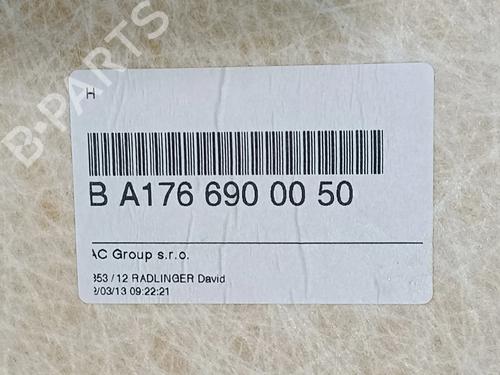 B-PARTS
H
B A176 690 00 50
AC Group s.r.o.
353 / 12 RADLINGER David
2/03/13 09:22:21